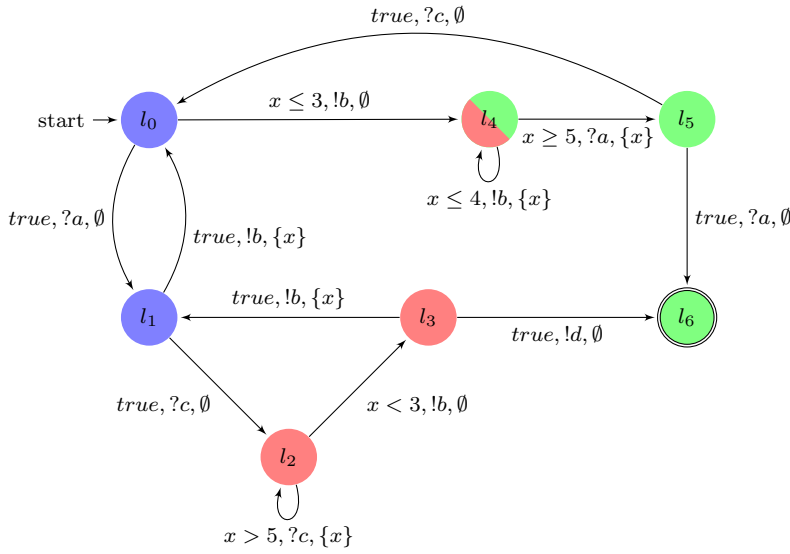 true, ?c, ∅
x ≤ 3, !b, ∅
start
l₀
l₄
l₅
x ≥ 5, ?a, {x}
x ≤ 4, !b, {x}
true, ?a, ∅
true, !b, {x}
true, ?a, ∅
true, !b, {x}
l₁
l₃
l₆
true, !d, ∅
true, ?c, ∅
x < 3, !b, ∅
l₂
x > 5, ?c, {x}